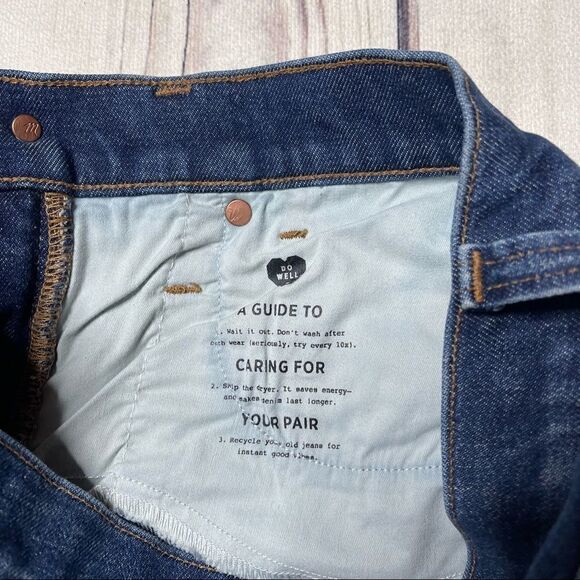 m
DO
WELL
A GUIDE TO
1. Wait it out. Don't wash after
each wear (seriously, try every 10x).
CARING FOR
2. Skip the dryer. It saves energy—
and makes denim last longer.
YOUR PAIR
3. Recycle your old jeans for
instant good vibes.